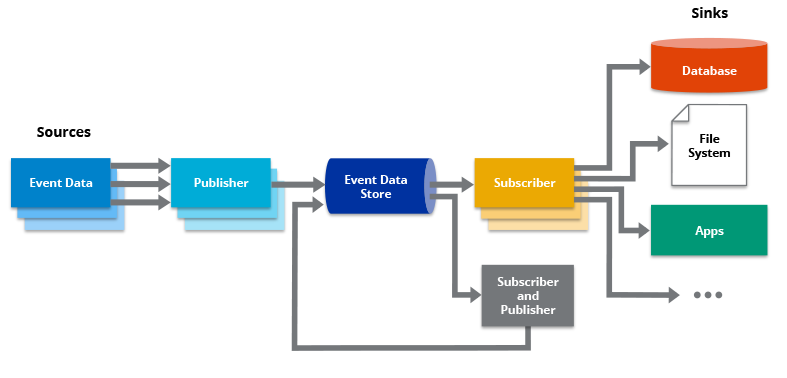 Sinks
Database
Sources
File
System
Event Data
Publisher
Event Data
Store
Subscriber
Apps
Subscriber
and
Publisher